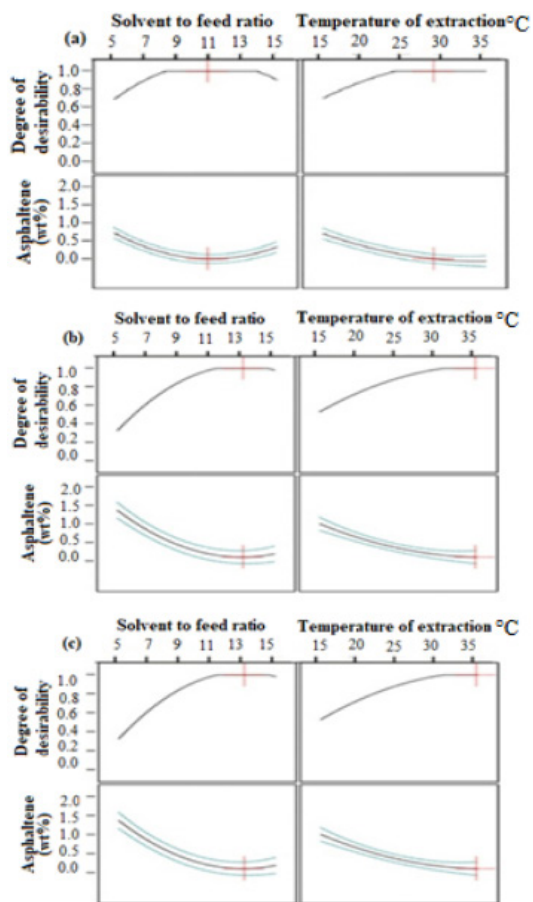 Solvent to feed ratio Temperature of extraction °C
(a) 5 7 9 11 13 15 15 20 25 30 35
Degree of
desirability
1.0
0.8
0.6
0.4
0.2
0.0
Asphaltene
(wt%)
2.0
1.5
1.0
0.5
0.0
Solvent to feed ratio Temperature of extraction °C
(b) 5 7 9 11 13 15 15 20 25 30 35
Degree of
desirability
1.0
0.8
0.6
0.4
0.2
0.0
Asphaltene
(wt%)
2.0
1.5
1.0
0.5
0.0
Solvent to feed ratio Temperature of extraction °C
(c) 5 7 9 11 13 15 15 20 25 30 35
Degree of
desirability
1.0
0.8
0.6
0.4
0.2
0.0
Asphaltene
(wt%)
2.0
1.5
1.0
0.5
0.0